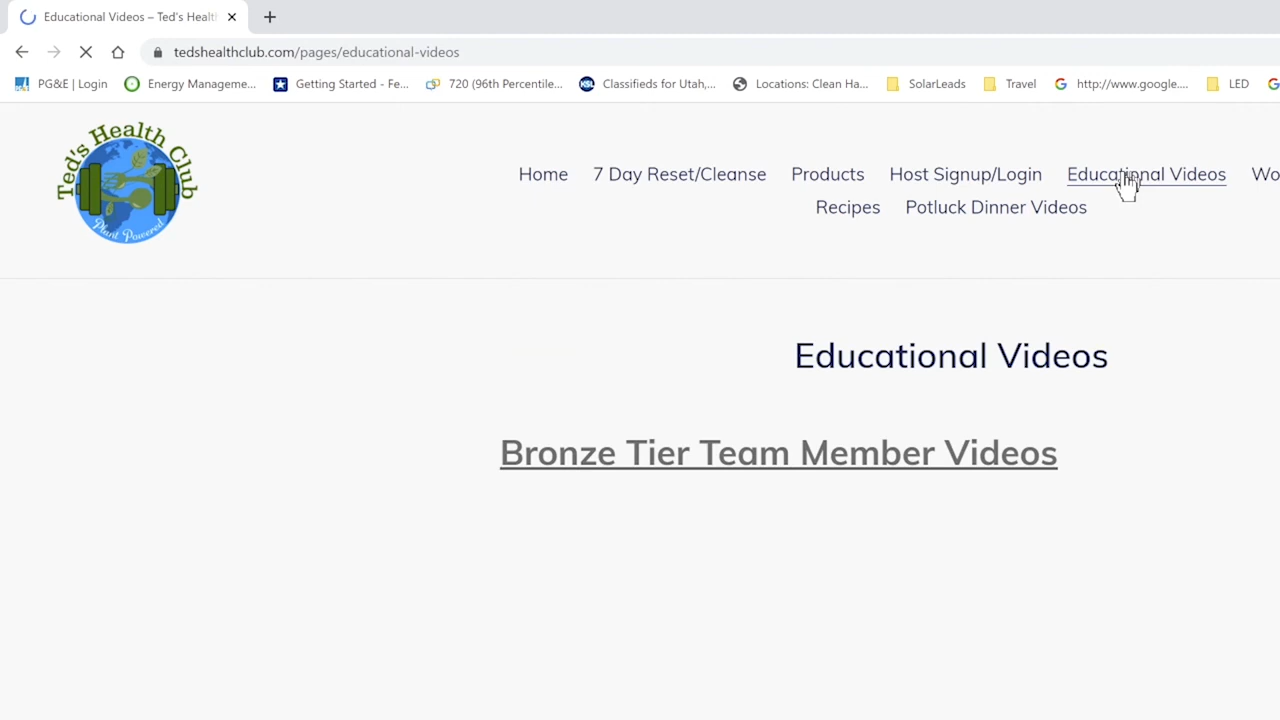 Educational Videos – Ted's Healt
tedshealthclub.com/pages/educational-videos
PG&E | Login
Energy Manageme...
Getting Started - Fe...
720 (96th Percentile...
Classifieds for Utah,...
Locations: Clean Ha...
SolarLeads
Travel
http://www.google....
LED
Ted's Health Club
Plant Powered
Home
7 Day Reset/Cleanse
Products
Host Signup/Login
Educational Videos
Wo
Recipes
Potluck Dinner Videos
Educational Videos
Bronze Tier Team Member Videos